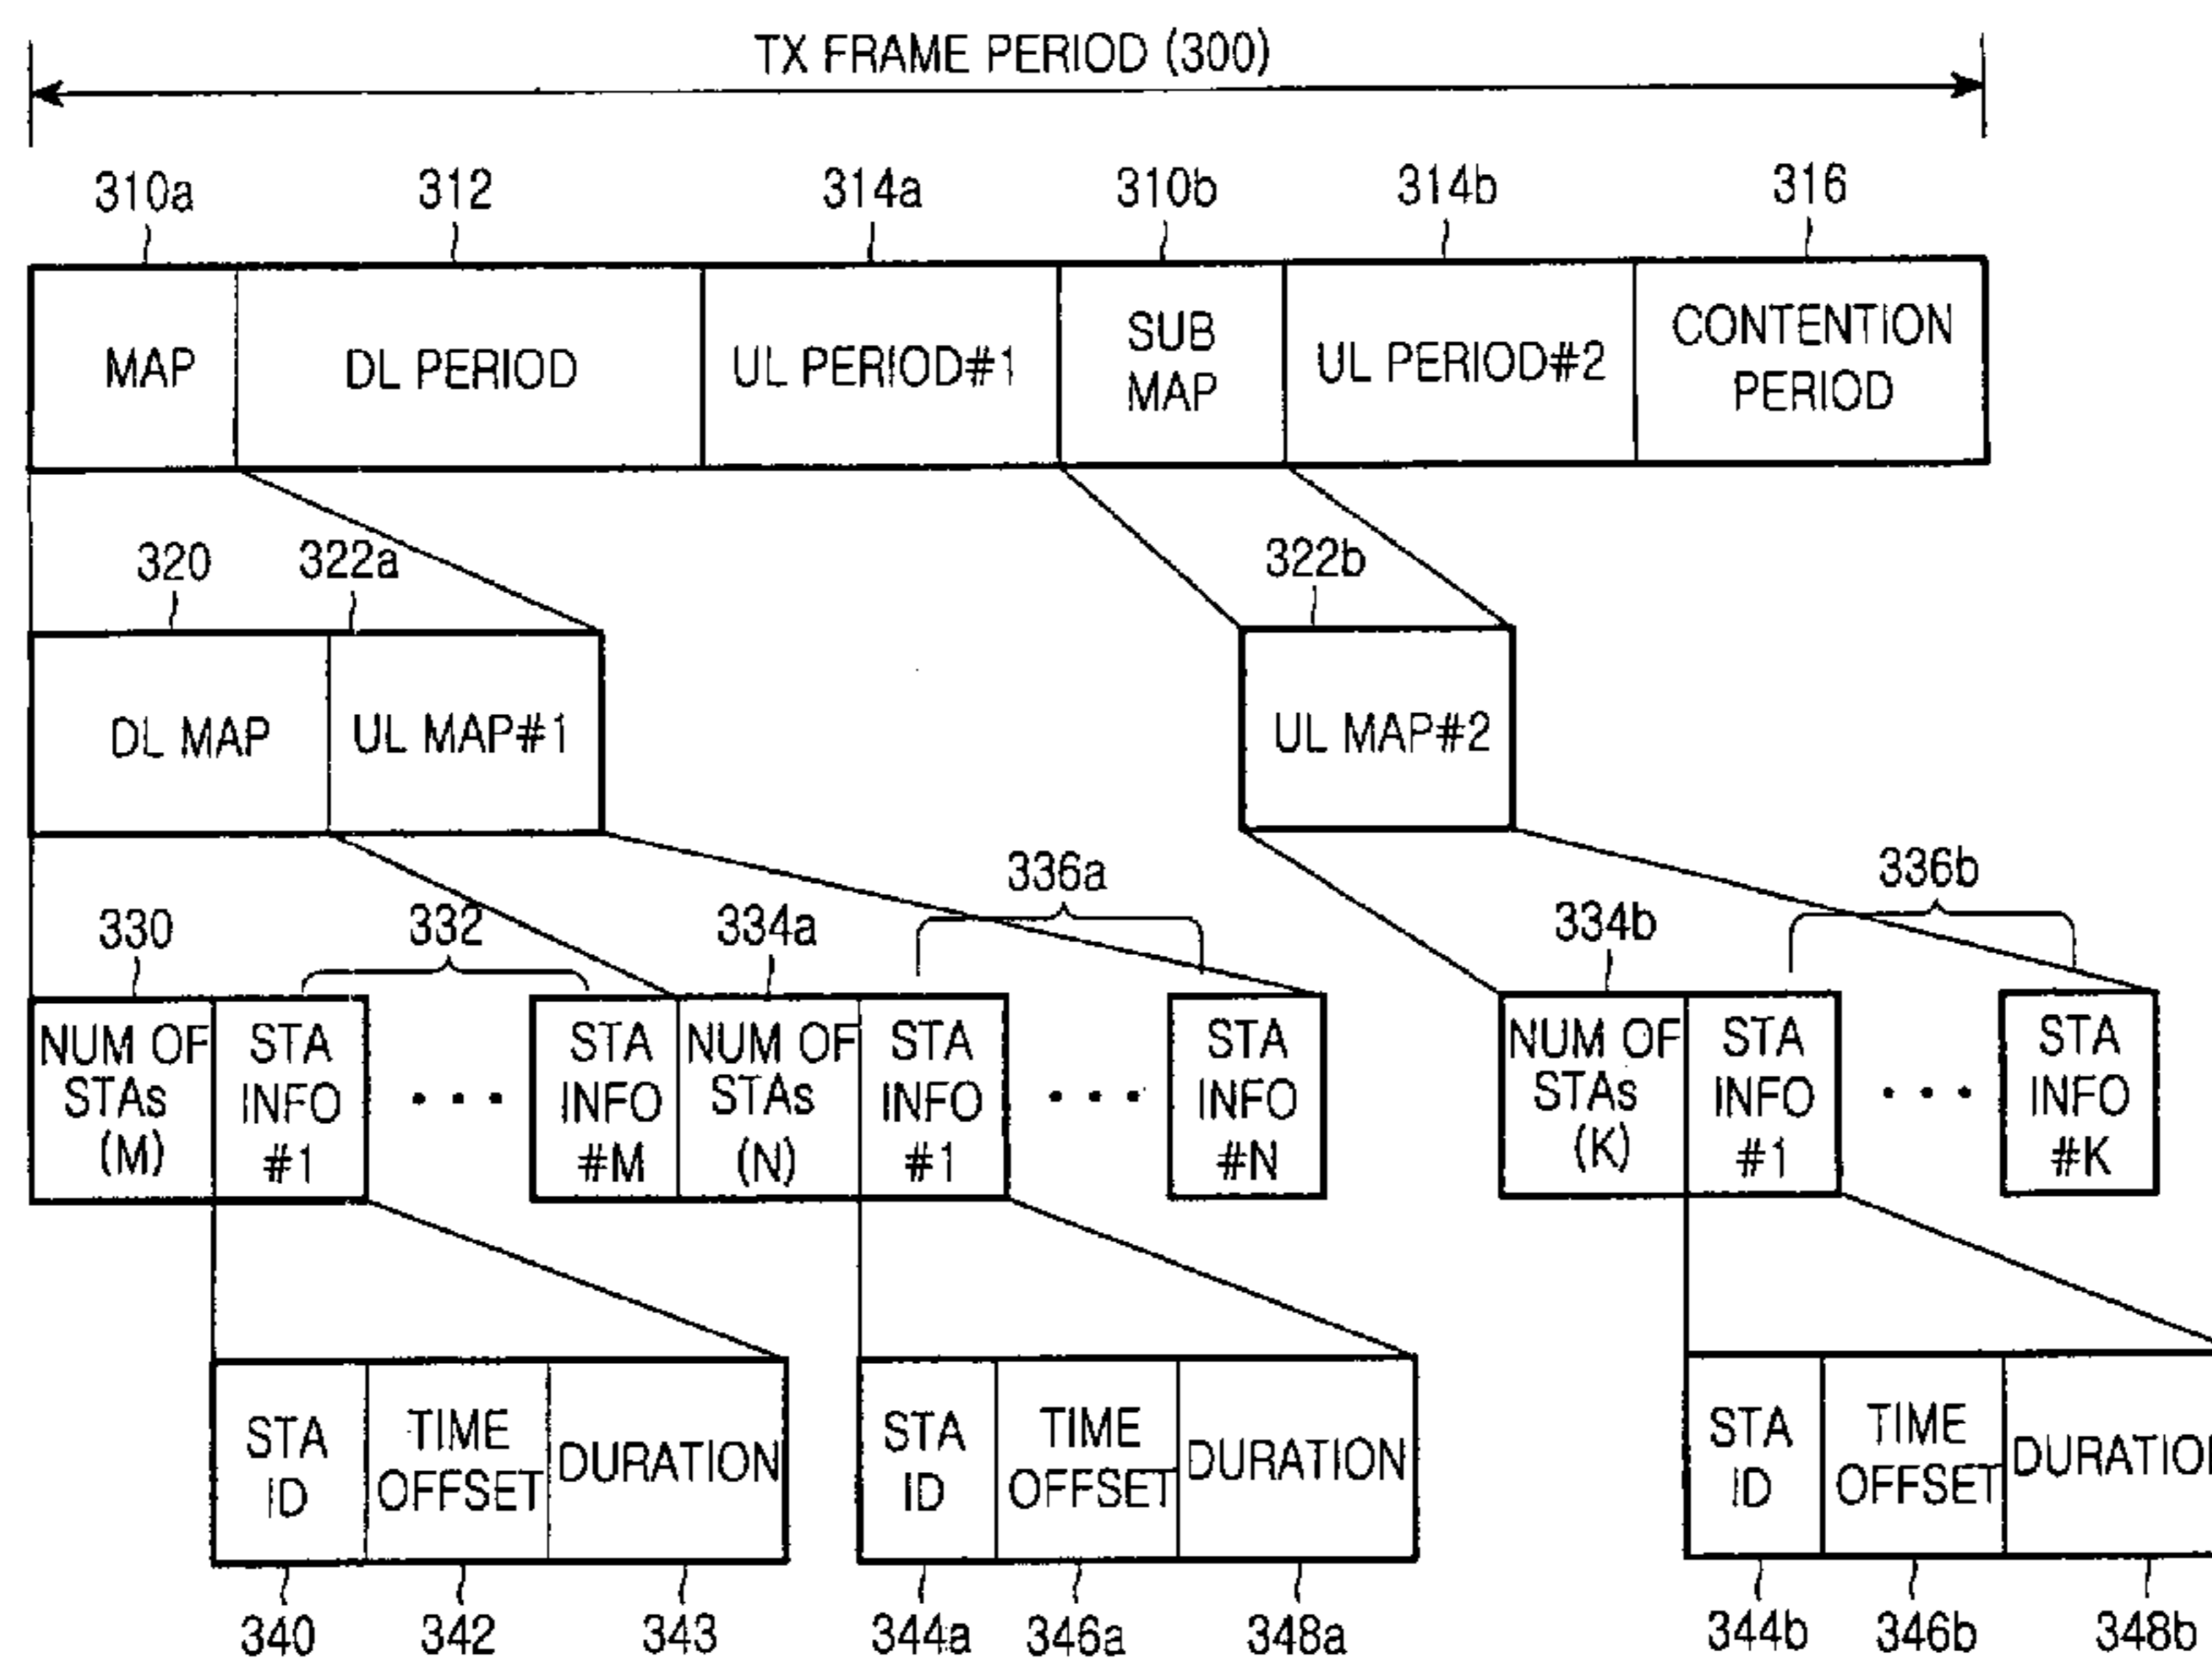 TX FRAME PERIOD (300)
310a 312 314a 310b 314b 316
MAP
DL PERIOD
UL PERIOD#1
SUB
MAP
UL PERIOD#2
CONTENTION
PERIOD
320 322a 322b
DL MAP
UL MAP#1
UL MAP#2
330 332 334a 336a 334b 336b
NUM OF
STAs
(M)
STA
INFO
#1
• • •
STA
INFO
#M
NUM OF
STAs
(N)
STA
INFO
#1
• • •
STA
INFO
#N
NUM OF
STAs
(K)
STA
INFO
#1
• • •
STA
INFO
#K
STA
ID
TIME
OFFSET
DURATION
STA
ID
TIME
OFFSET
DURATION
STA
ID
TIME
OFFSET
DURATIO
340 342 343 344a 346a 348a 344b 346b 348b